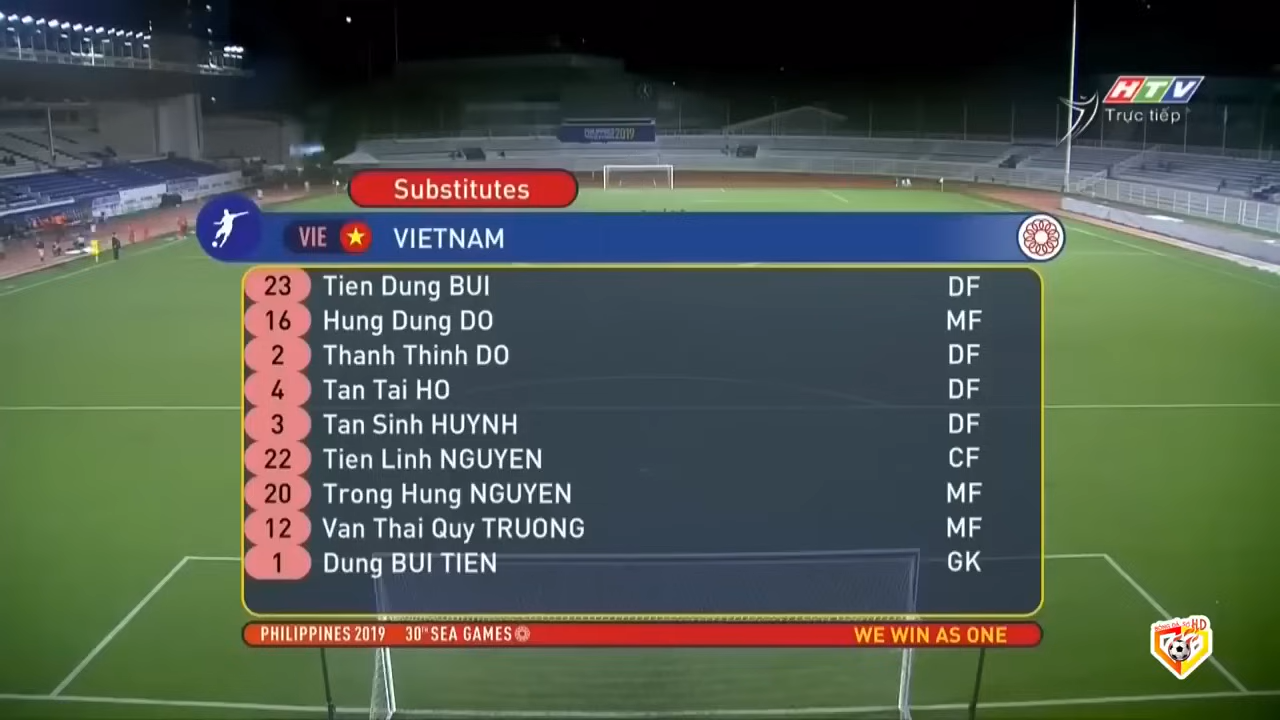 HTV
Trực tiếp
2019
Substitutes
VIE VIETNAM
23 Tien Dung BUI DF
16 Hung Dung DO MF
2 Thanh Thinh DO DF
4 Tan Tai HO DF
3 Tan Sinh HUYNH DF
22 Tien Linh NGUYEN CF
20 Trong Hung NGUYEN MF
12 Van Thai Quy TRUONG MF
1 Dung BUI TIEN GK
PHILIPPINES 2019 30TH SEA GAMES WE WIN AS ONE
HD